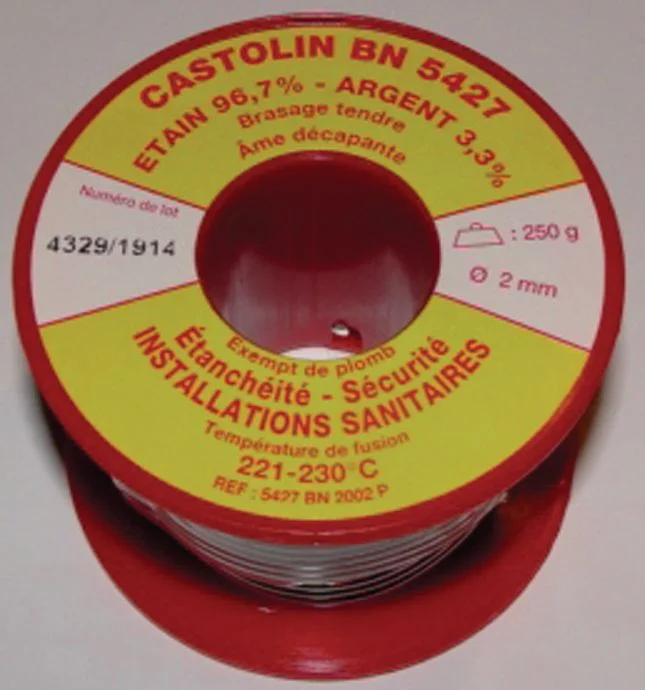 CASTOLIN BN 5427
ETAIN 96,7% - ARGENT 3,3%
Brasage tendre
Âme décapante
Numéro de lot
4329/1914
: 250 g
Ø 2 mm
Exempt de plomb
Étanchéité - Sécurité
INSTALLATIONS SANITAIRES
Température de fusion
221-230°C
REF : 5427 BN 2002 P